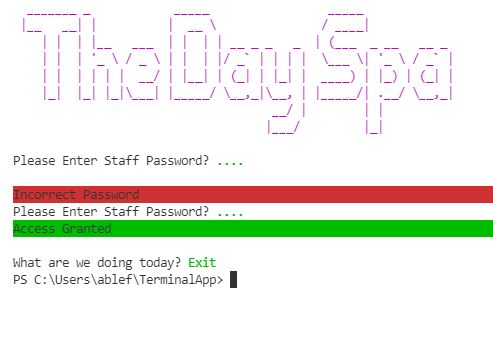 The Day Spa
Please Enter Staff Password? ....
Incorrect Password
Please Enter Staff Password? ....
Access Granted
What are we doing today? Exit
PS C:\Users\ablef\TerminalApp>